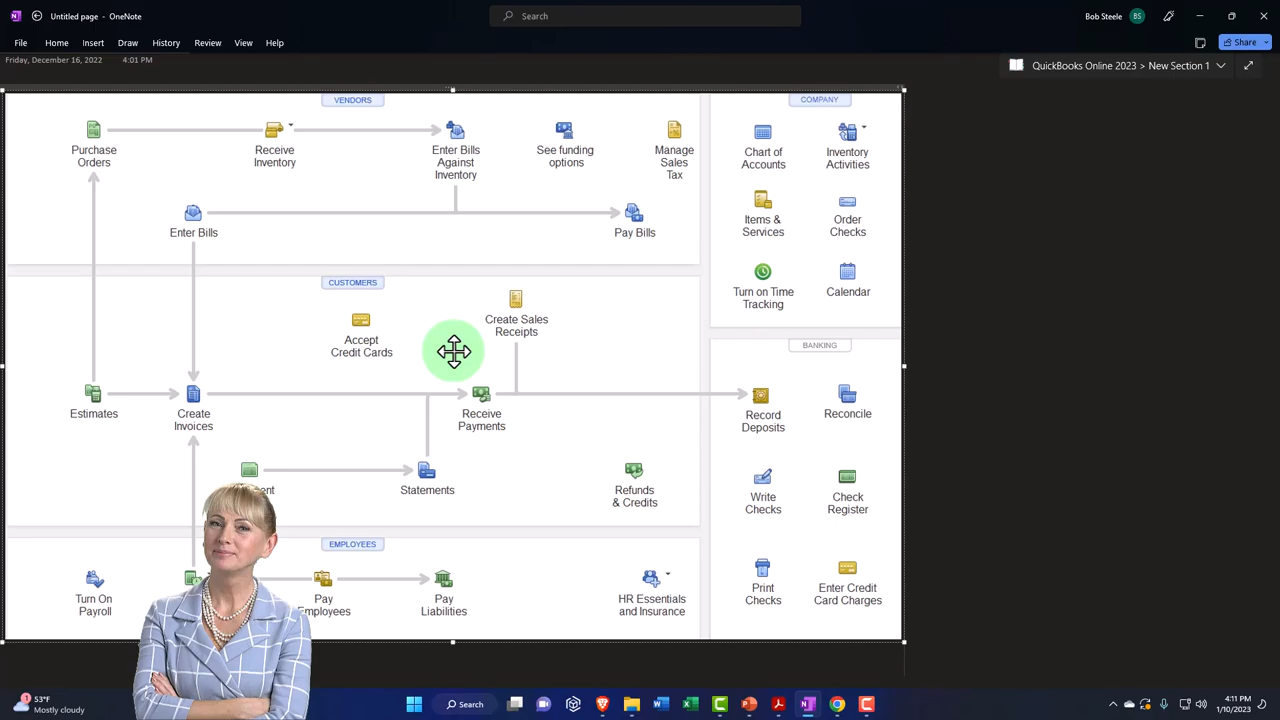 Untitled page - OneNote
Search
Bob Steele
BS
File
Home
Insert
Draw
History
Review
View
Help
Share
Friday, December 16, 2022
4:01 PM
QuickBooks Online 2023 > New Section 1
VENDORS
Purchase
Orders
Receive
Inventory
Enter Bills
Against
Inventory
See funding
options
Manage
Sales
Tax
Enter Bills
Pay Bills
COMPANY
Chart of
Accounts
Inventory
Activities
Items &
Services
Order
Checks
Turn on Time
Tracking
Calendar
CUSTOMERS
Accept
Credit Cards
Create Sales
Receipts
Estimates
Create
Invoices
Receive
Payments
Statements
Refunds
& Credits
BANKING
Record
Deposits
Reconcile
Write
Checks
Check
Register
Print
Checks
Enter Credit
Card Charges
EMPLOYEES
Turn On
Payroll
Pay
Employees
Pay
Liabilities
HR Essentials
and Insurance
1
53°F
Mostly cloudy
Search
4:11 PM
1/10/2023